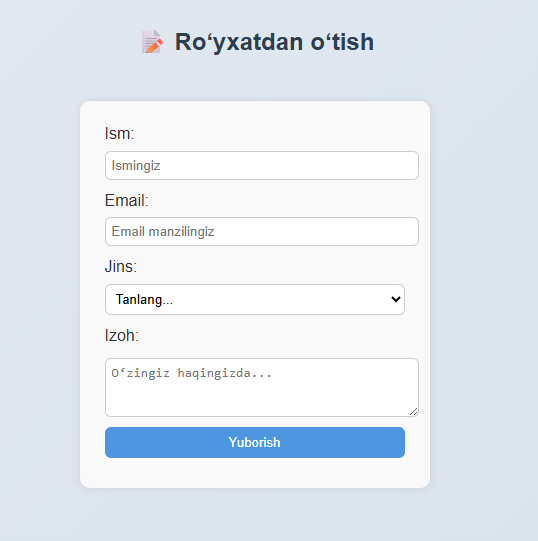 📝 Ro‘yxatdan o‘tish
Ism:
Ismingiz
Email:
Email manzilingiz
Jins:
Tanlang...
Izoh:
O‘zingiz haqingizda...
Yuborish